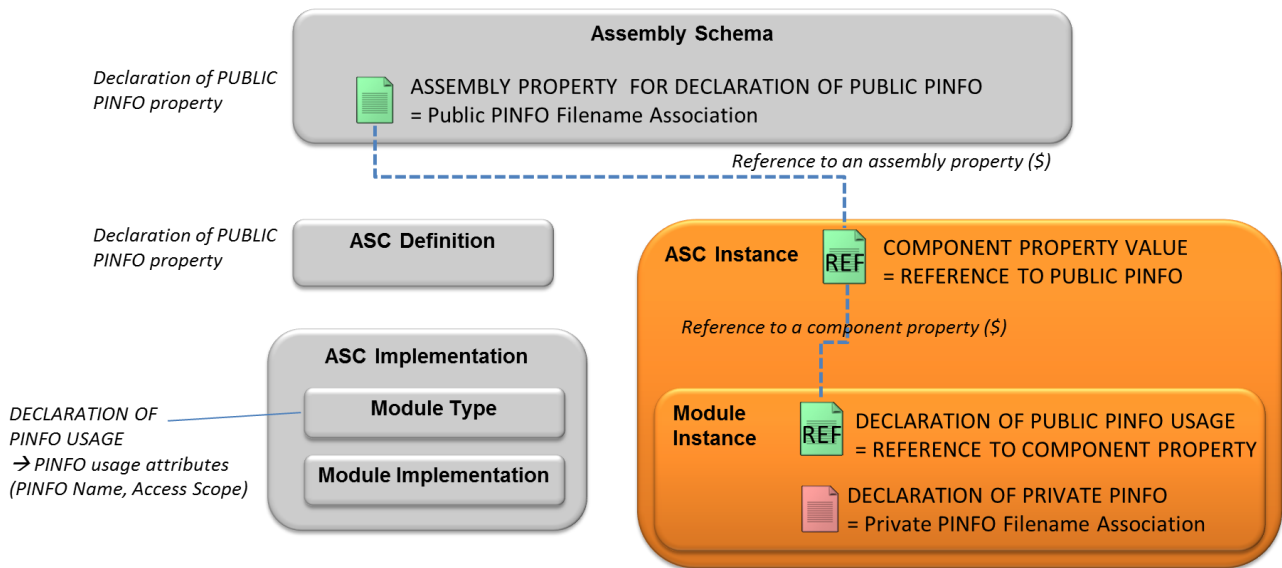 Assembly Schema
Declaration of PUBLIC
PINFO property
ASSEMBLY PROPERTY FOR DECLARATION OF PUBLIC PINFO
= Public PINFO Filename Association
Reference to an assembly property ($)
Declaration of PUBLIC
PINFO property
ASC Definition
ASC Instance
REF
COMPONENT PROPERTY VALUE
= REFERENCE TO PUBLIC PINFO
Reference to a component property ($)
ASC Implementation
Module Type
Module Implementation
DECLARATION OF
PINFO USAGE
→ PINFO usage attributes
(PINFO Name, Access Scope)
Module
Instance
REF
DECLARATION OF PUBLIC PINFO USAGE
= REFERENCE TO COMPONENT PROPERTY
DECLARATION OF PRIVATE PINFO
= Private PINFO Filename Association